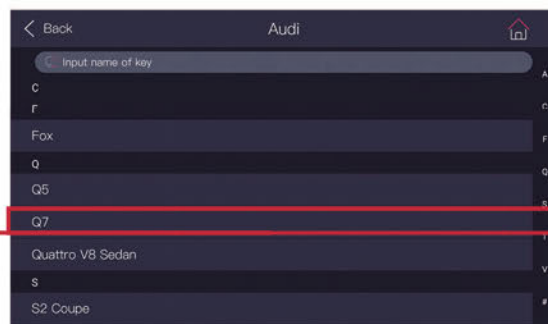 Back
Audi
Input name of key
C
F
Fox
Q
Q5
Q7
Quattro V8 Sedan
S
S2 Coupe
A
C
F
Q
S
T
V
#